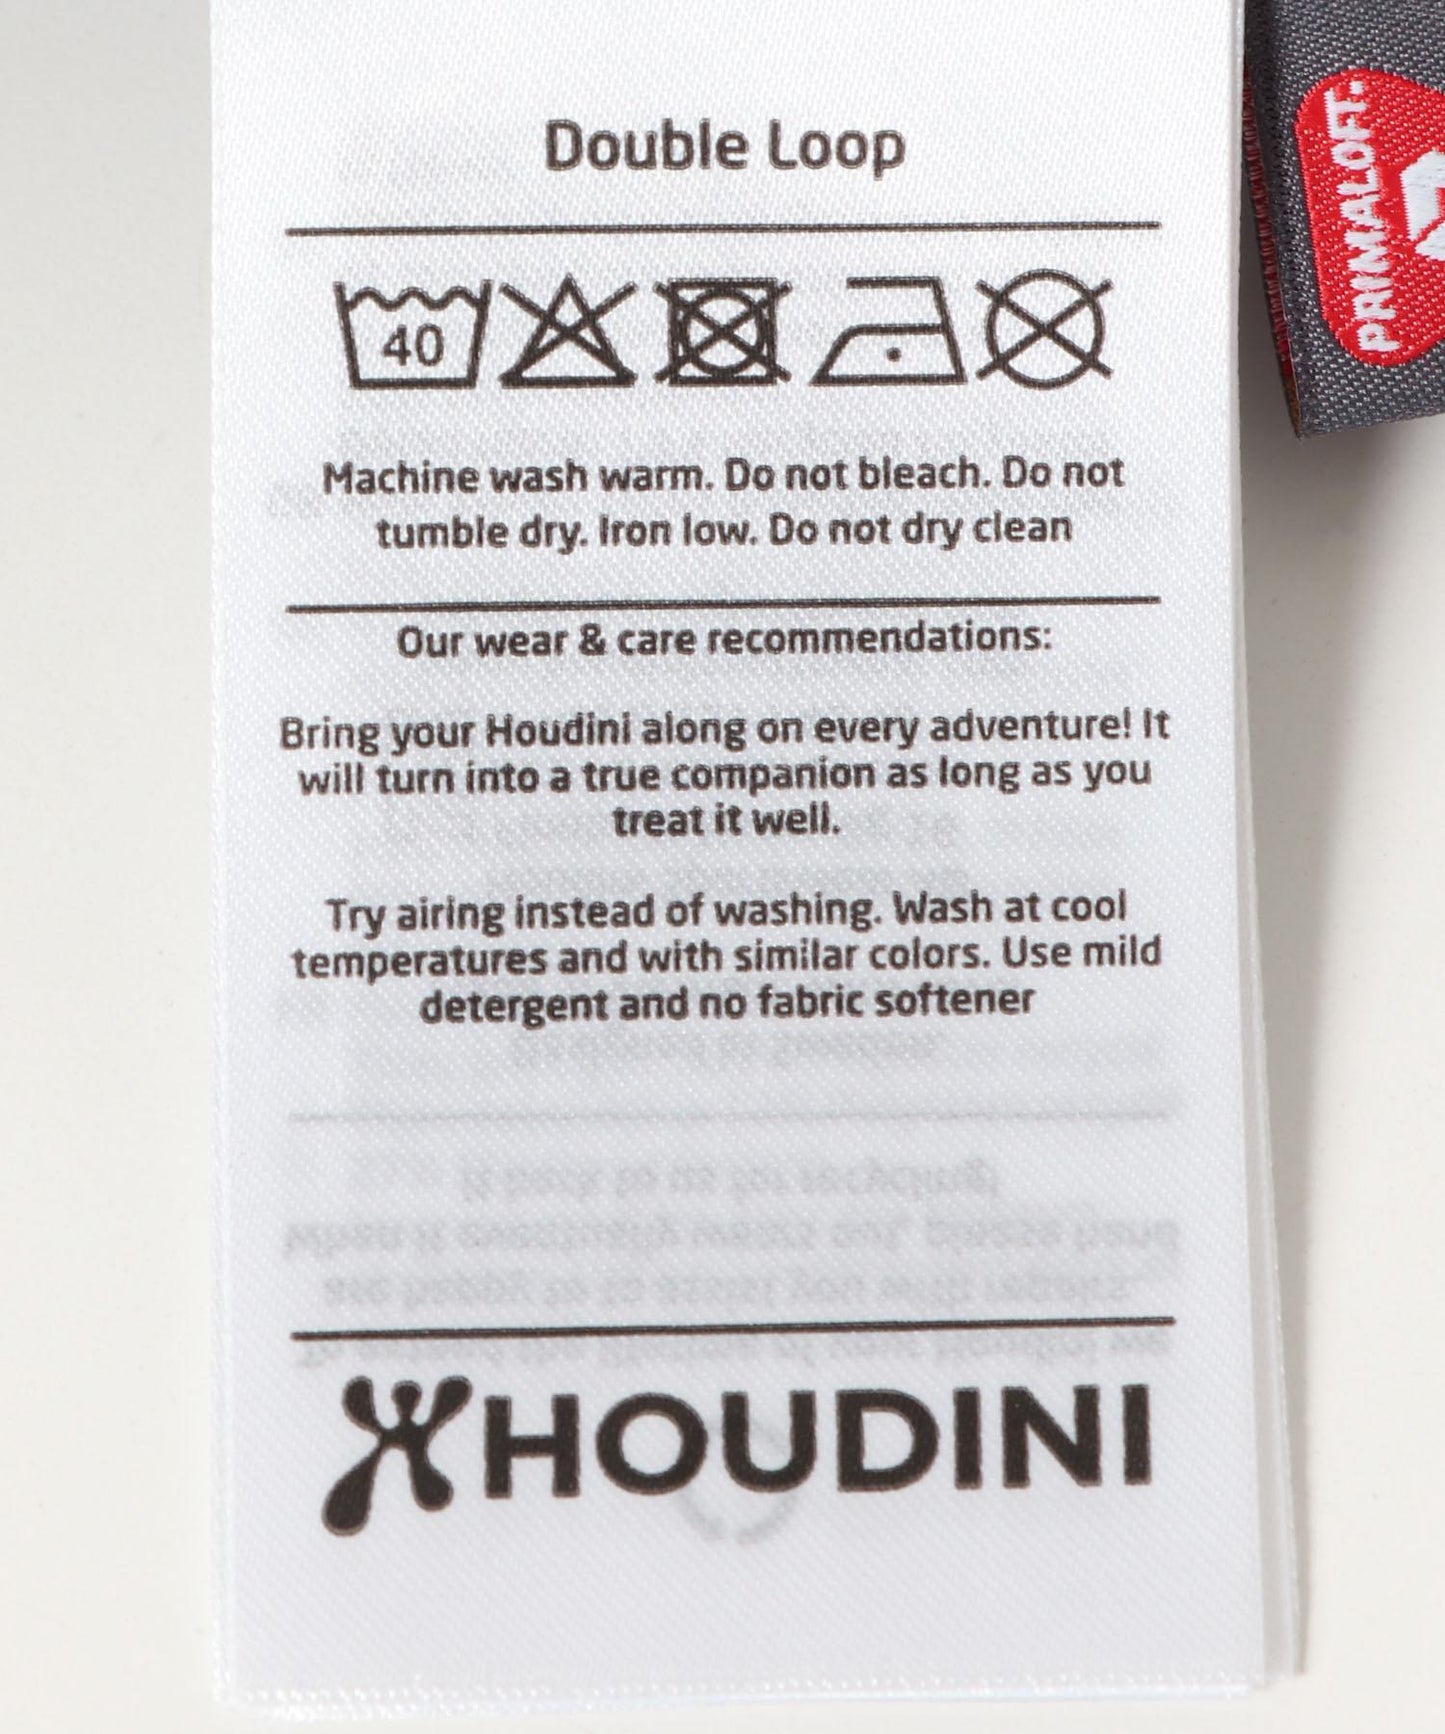 Double Loop
PRIMALOFT
40
Machine wash warm. Do not bleach. Do not
tumble dry. Iron low. Do not dry clean
Our wear & care recommendations:
Bring your Houdini along on every adventure! It
will turn into a true companion as long as you
treat it well.
Try airing instead of washing. Wash at cool
temperatures and with similar colors. Use mild
detergent and no fabric softener
HOUDINI